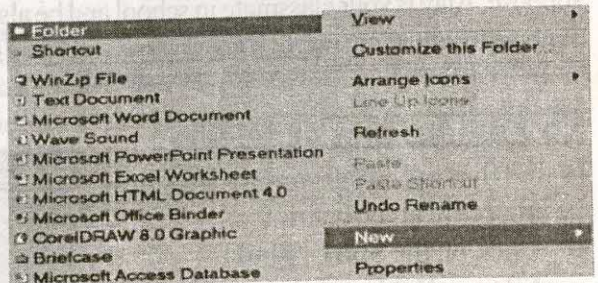 Folder
Shortcut
WinZip File
Text Document
Microsoft Word Document
Wave Sound
Microsoft PowerPoint Presentation
Microsoft Excel Worksheet
Microsoft HTML Document 4.0
Microsoft Office Binder
CorelDRAW 8.0 Graphic
Briefcase
Microsoft Access Database
View
Customize this Folder...
Arrange Icons
Line Up Icons
Refresh
Paste
Paste Shortcut
Undo Rename
New
Properties